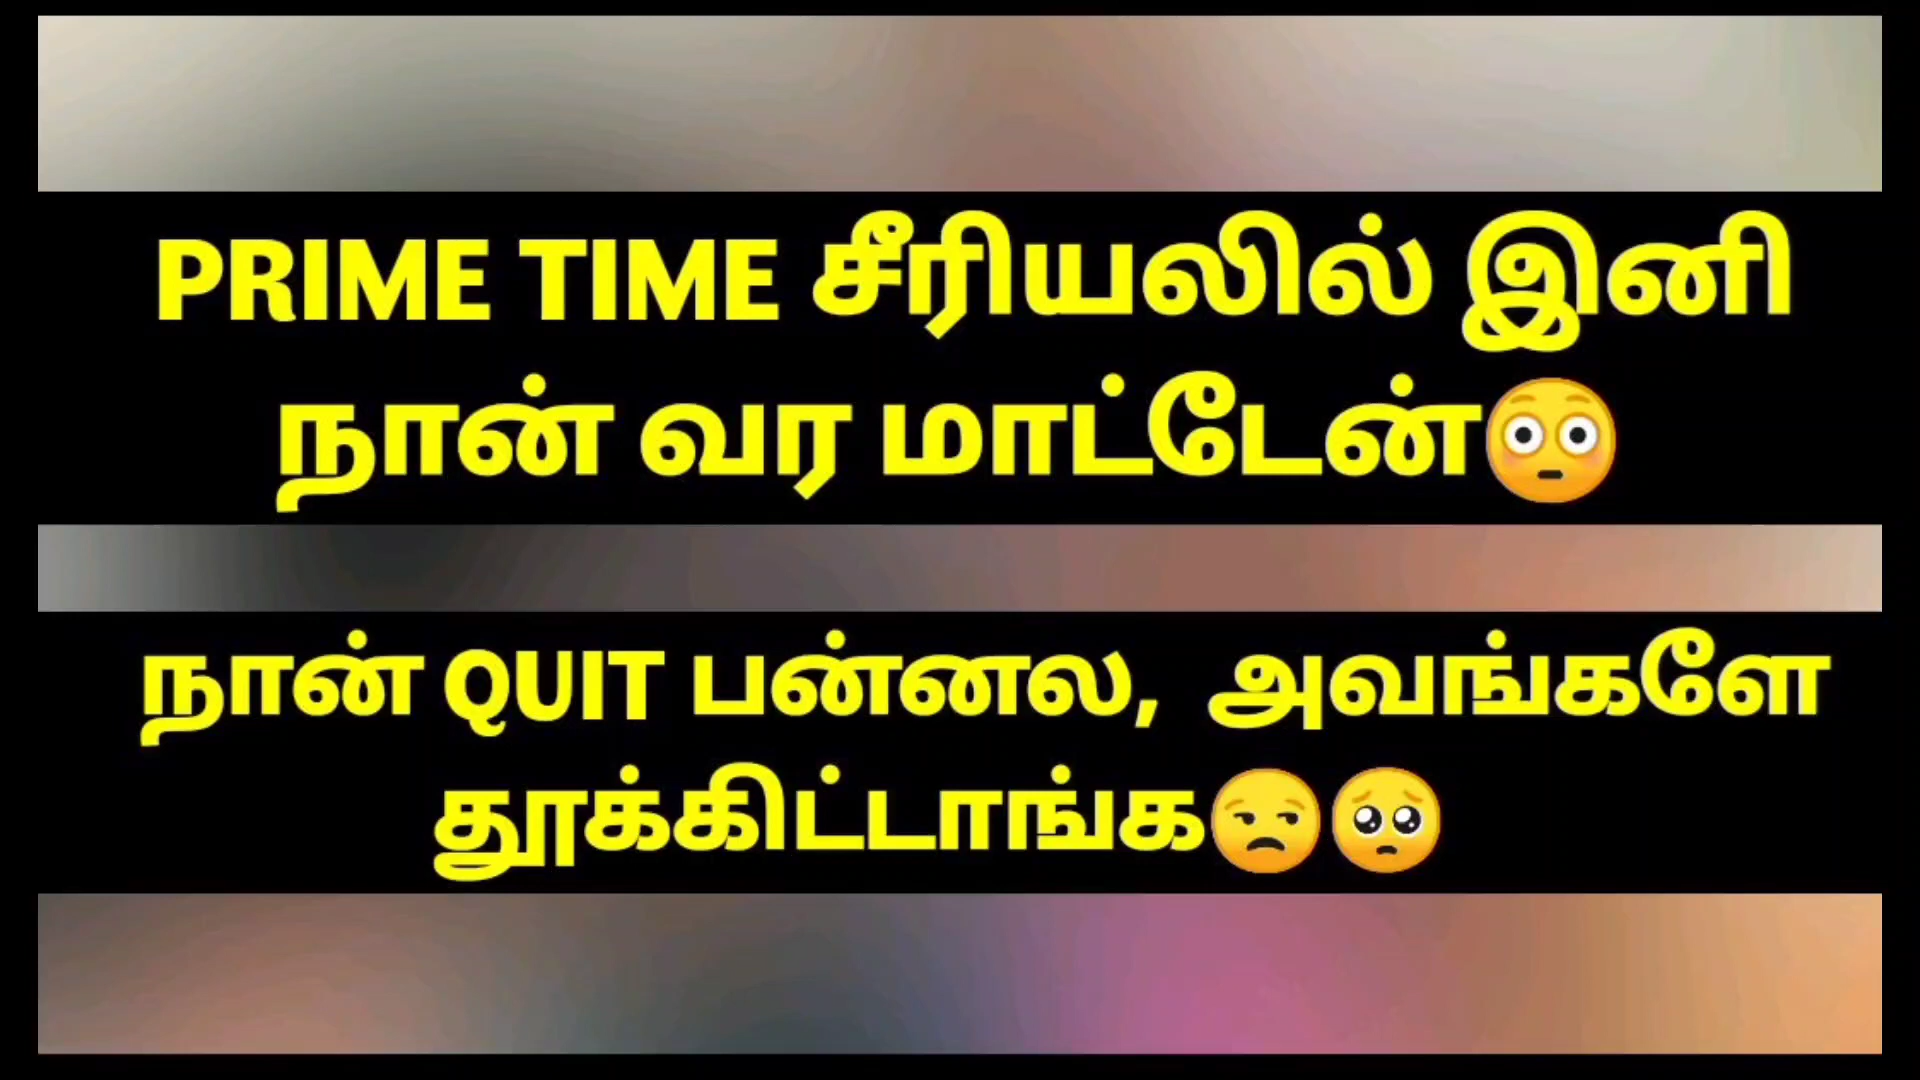 PRIME TIME சீரியலில் இனி
நான் வர மாட்டேன்😳
நான் QUIT பன்னல, அவங்களே
தூக்கிட்டாங்க😒🥺